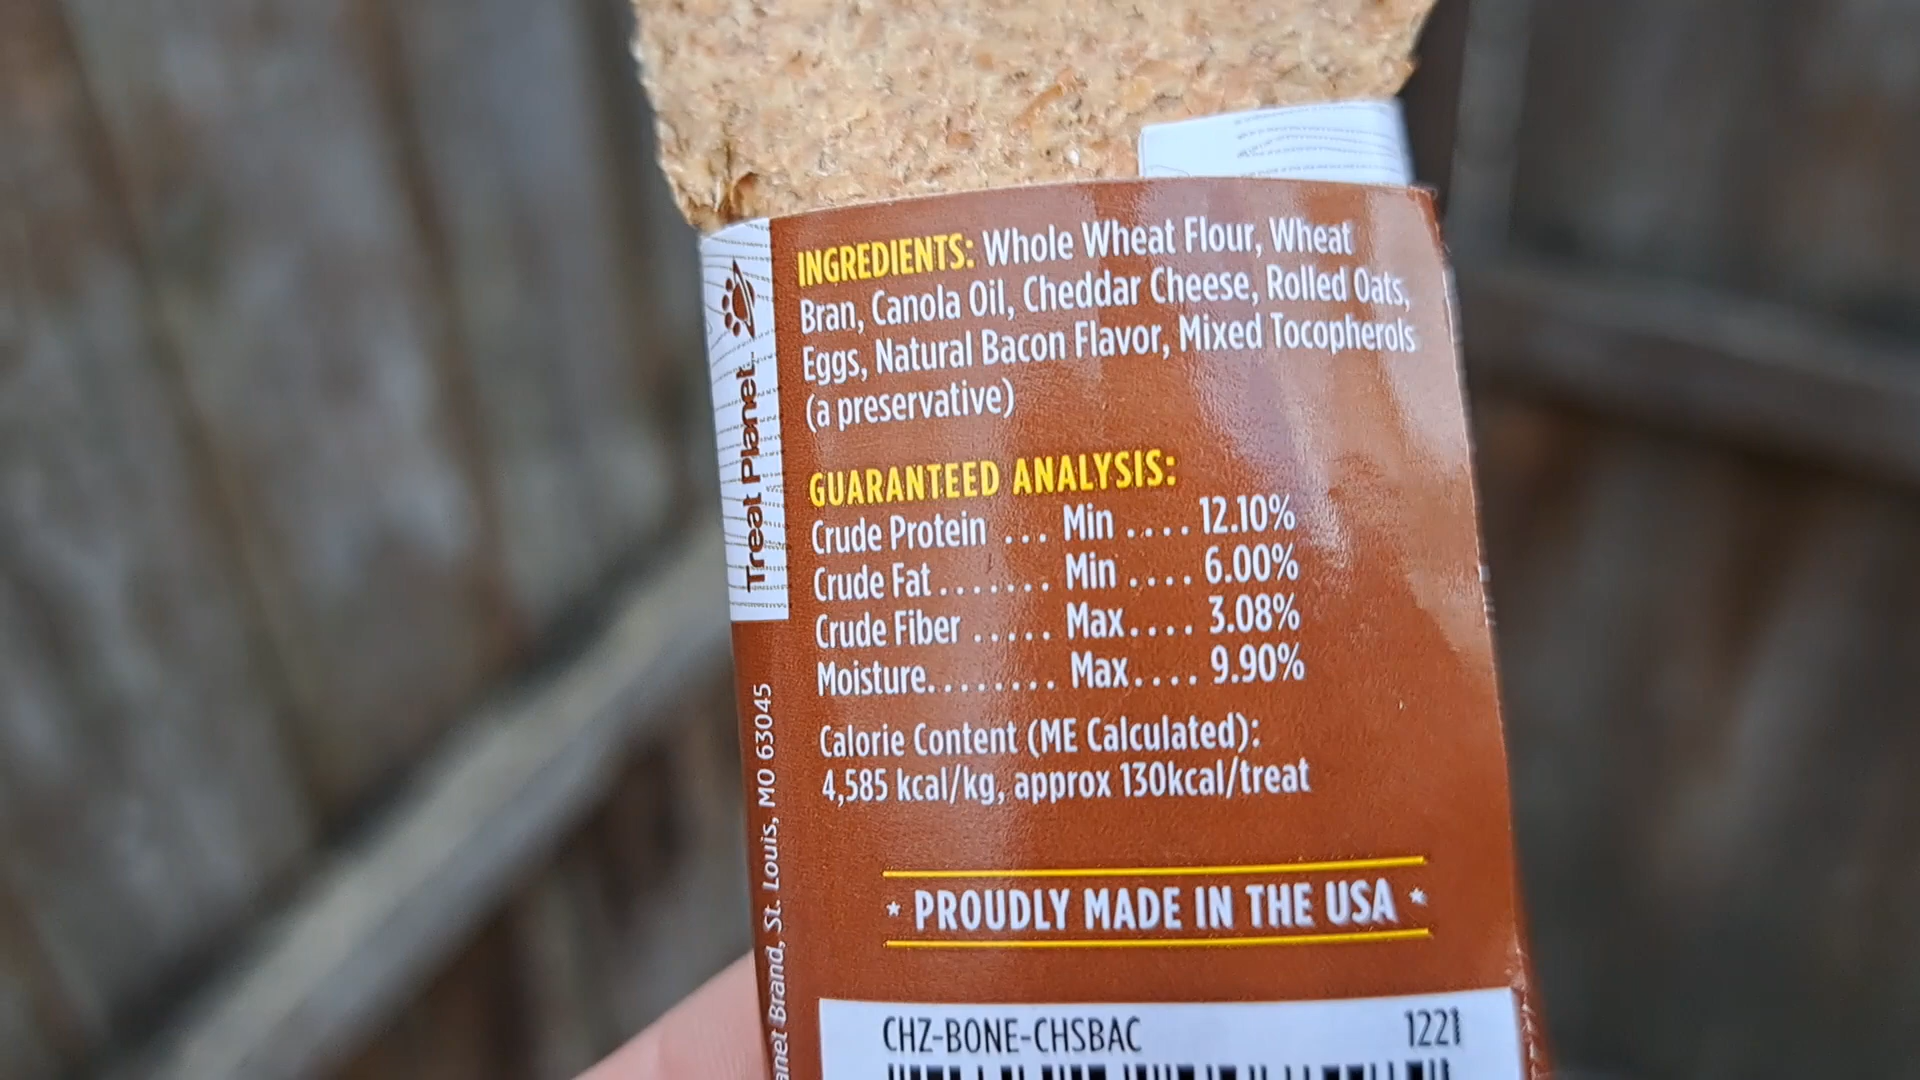 INGREDIENTS: Whole Wheat Flour, Wheat
Bran, Canola Oil, Cheddar Cheese, Rolled Oats,
Eggs, Natural Bacon Flavor, Mixed Tocopherols
(a preservative)
GUARANTEED ANALYSIS:
Crude Protein ... Min .... 12.10%
Crude Fat ....... Min .... 6.00%
Crude Fiber ..... Max .... 3.08%
Moisture ........ Max .... 9.90%
Calorie Content (ME Calculated):
4,585 kcal/kg, approx 130kcal/treat
* PROUDLY MADE IN THE USA *
CHZ-BONE-CHSBAC 1221
Treat Planet™
Brand, St. Louis, MO 63045